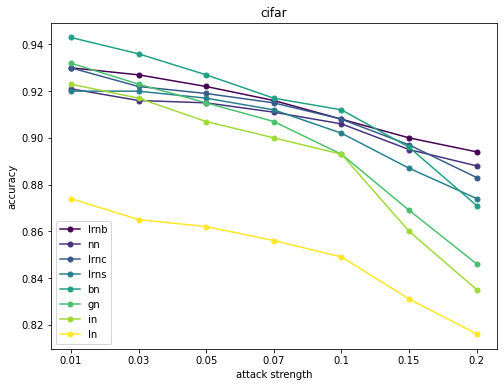 cifar
0.94
0.92
0.90
0.88
0.86
0.84
0.82
accuracy
lrnb
nn
lrnc
lrns
bn
gn
in
ln
0.01
0.03
0.05
0.07
0.1
0.15
0.2
attack strength